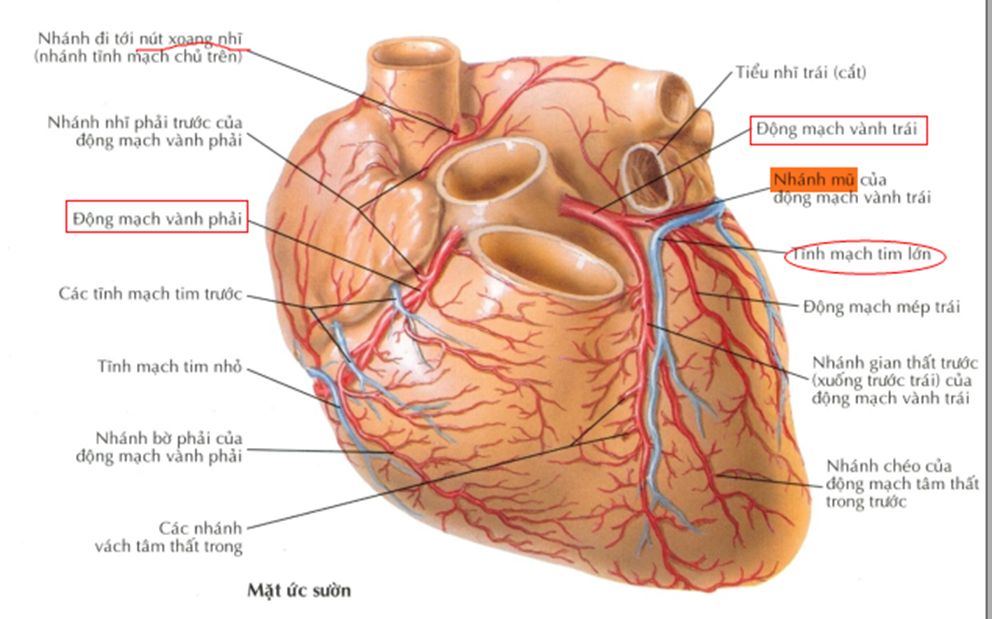 Nhánh đi tới nút xoang nhĩ
(nhánh tĩnh mạch chủ trên)
Nhánh nhĩ phải trước của
động mạch vành phải
Động mạch vành phải
Các tĩnh mạch tim trước
Tĩnh mạch tim nhỏ
Nhánh bờ phải của
động mạch vành phải
Các nhánh
vách tâm thất trong
Tiểu nhĩ trái (cắt)
Động mạch vành trái
Nhánh mũ của
động mạch vành trái
Tĩnh mạch tim lớn
Động mạch mép trái
Nhánh gian thất trước
(xuống trước trái) của
động mạch vành trái
Nhánh chéo của
động mạch tâm thất
trong trước
Mặt ức sườn